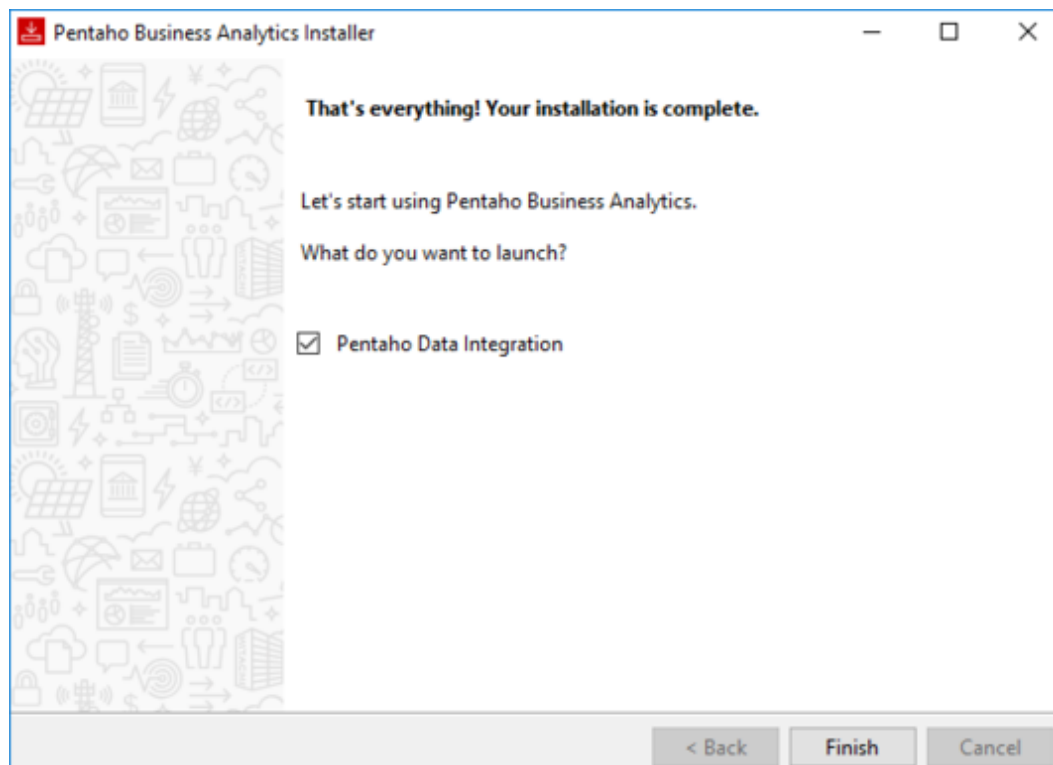 Pentaho Business Analytics Installer
That's everything! Your installation is complete.
Let's start using Pentaho Business Analytics.
What do you want to launch?
Pentaho Data Integration
< Back
Finish
Cancel